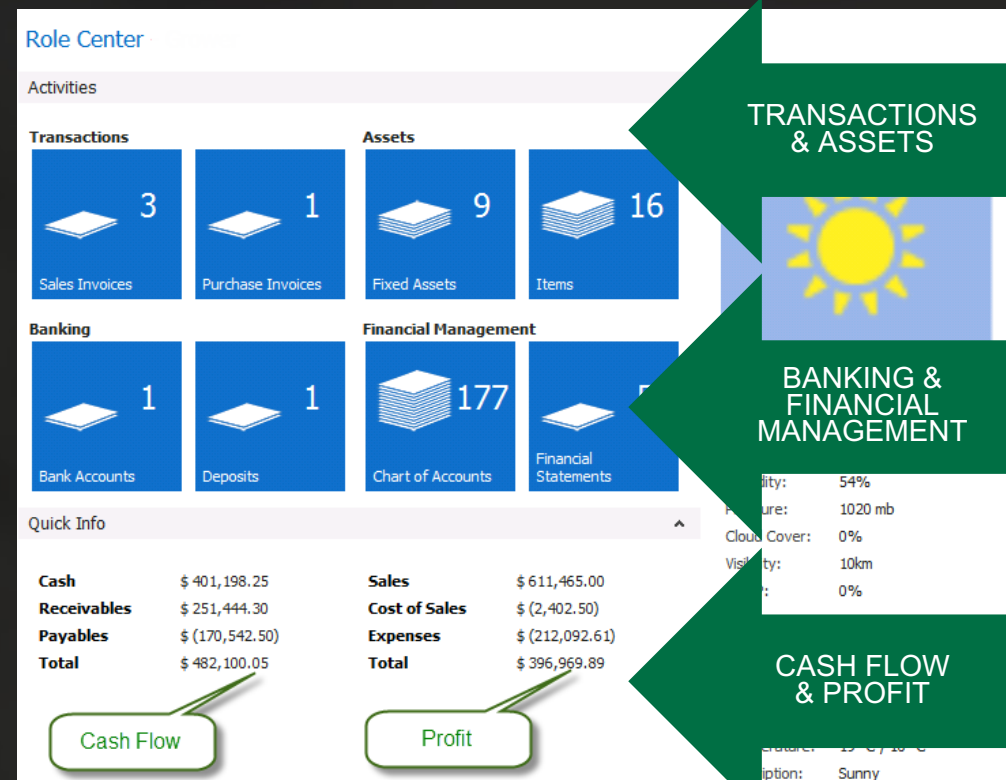 Role Center
Activities
Transactions
Assets
3
1
9
16
Sales Invoices
Purchase Invoices
Fixed Assets
Items
Banking
Financial Management
1
1
177
Bank Accounts
Deposits
Chart of Accounts
Financial
Statements
Quick Info
Cash $ 401,198.25
Receivables $ 251,444.30
Payables $ (170,542.50)
Total $ 482,100.05
Sales $ 611,465.00
Cost of Sales $ (2,402.50)
Expenses $ (212,092.61)
Total $ 396,969.89
Cash Flow
Profit
TRANSACTIONS
& ASSETS
BANKING &
FINANCIAL
MANAGEMENT
54%
1020 mb
Cloud Cover: 0%
10km
0%
CASH FLOW
& PROFIT
Sunny